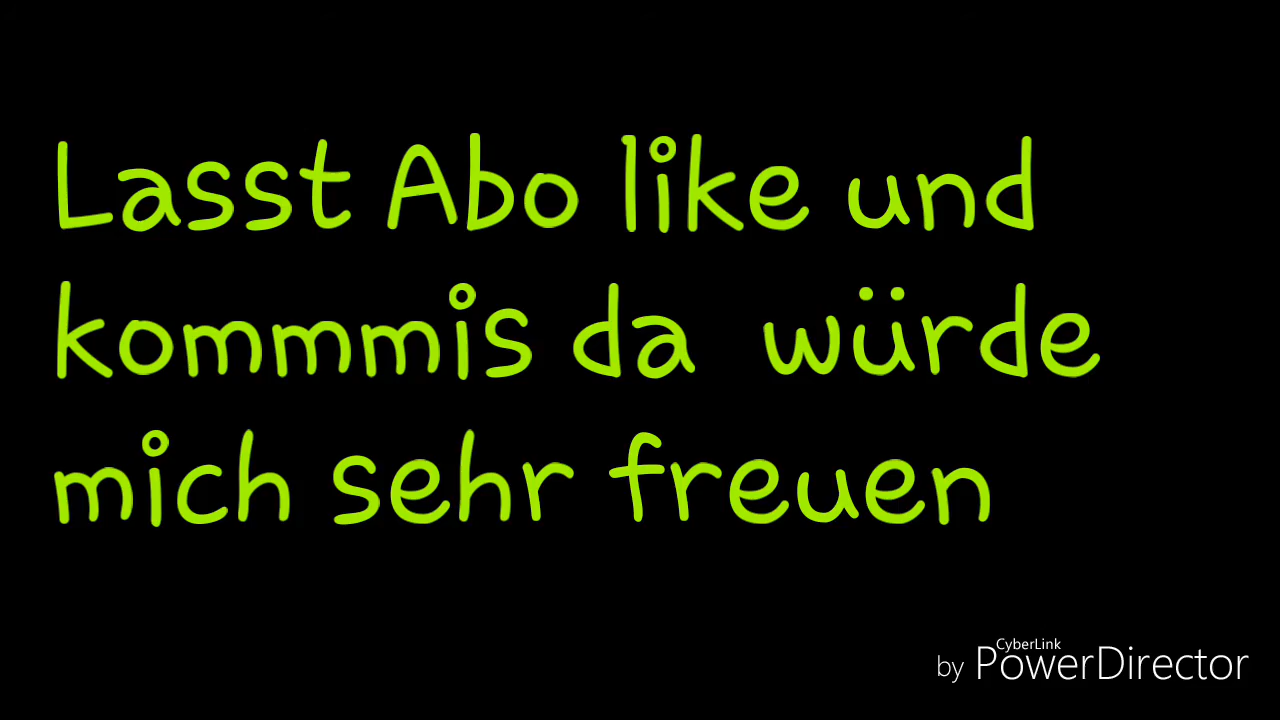 Lasst Abo like und
kommmis da würde
mich sehr freuen
CyberLink
by PowerDirector